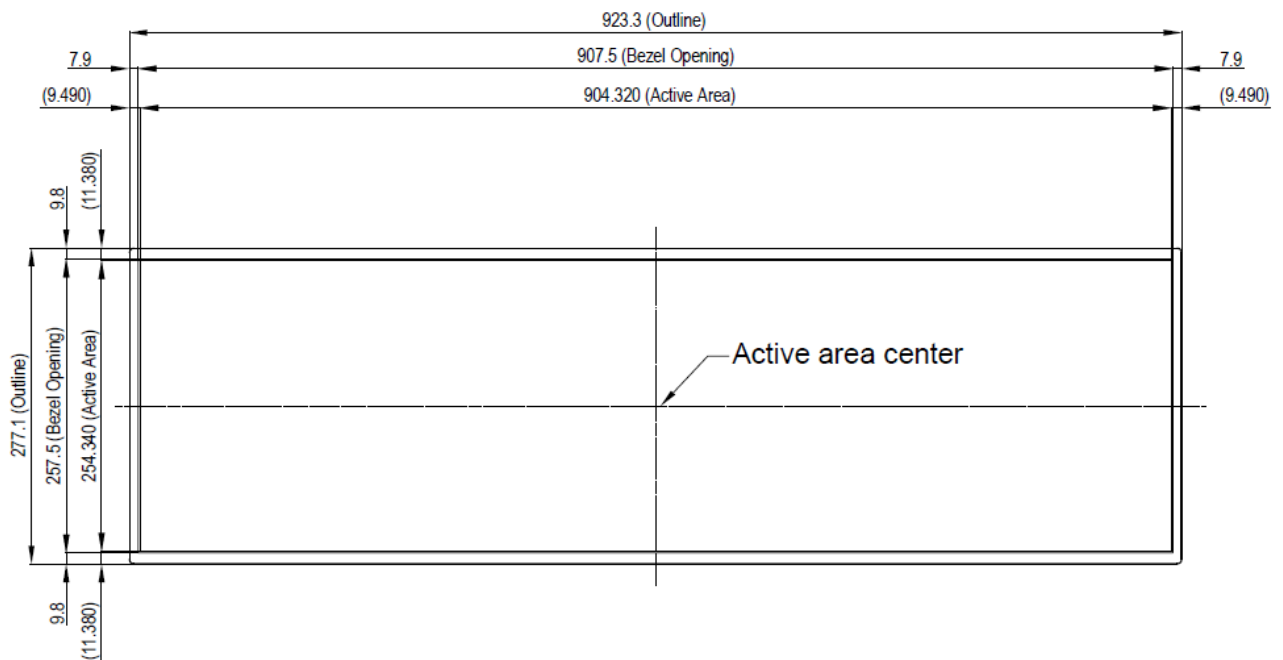 923.3 (Outline)
7.9
907.5 (Bezel Opening)
7.9
(9.490)
904.320 (Active Area)
(9.490)
9.8
(11.380)
277.1 (Outline)
257.5 (Bezel Opening)
254.340 (Active Area)
Active area center
9.8
(11.380)